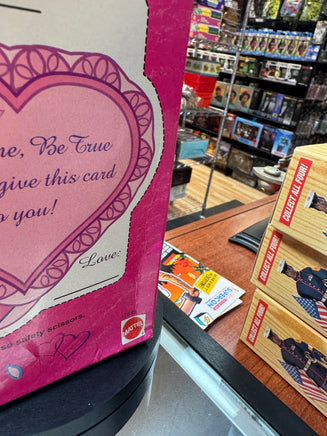 ne, Be True
give this card
o you!
Love:
se safety scissors.
MATTEL
COLLECT ALL FOUR!
COLLECT ALL FOUR!
COLLECT ALL FOUR!